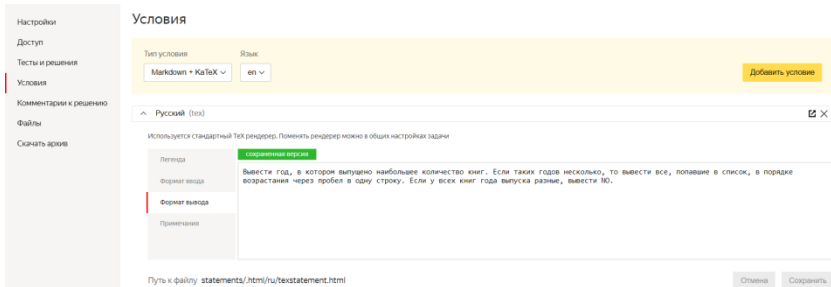 Настройки
Доступ
Тесты и решения
Условия
Комментарии к решению
Файлы
Скачать архив
Условия
Тип условия
Язык
Markdown + KaTeX
en
Добавить условие
Русский (tex)
Используется стандартный TeX рендерер. Поменять рендерер можно в общих настройках задачи
Легенда
Формат ввода
Формат вывода
Примечания
сохраненная версия
Вывести год, в котором выпущено наибольшее количество книг. Если таких годов несколько, то вывести все, попавшие в список, в порядке
возрастания через пробел в одну строку. Если у всех книг года выпуска разные, вывести NO.
Путь к файлу statements/.html/ru/texstatement.html
Отмена
Сохранить